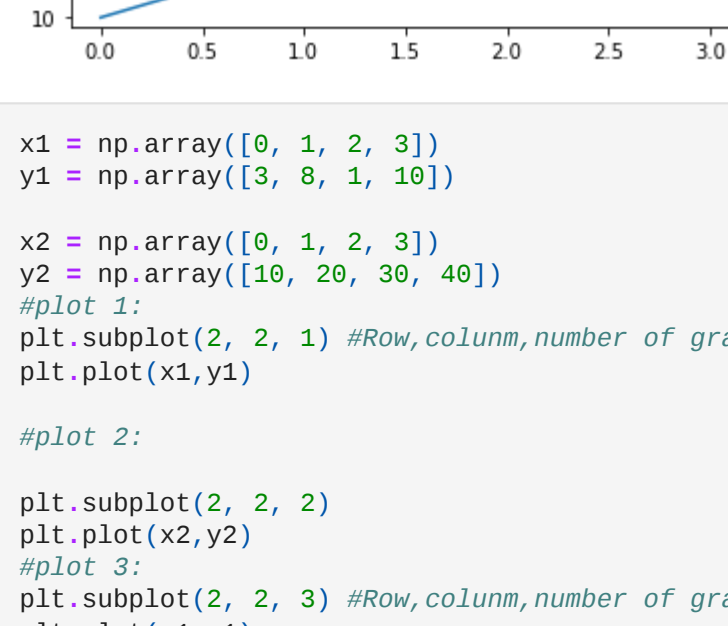 10
0.0 0.5 1.0 1.5 2.0 2.5 3.0
x1 = np.array([0, 1, 2, 3])
y1 = np.array([3, 8, 1, 10])
x2 = np.array([0, 1, 2, 3])
y2 = np.array([10, 20, 30, 40])
#plot 1:
plt.subplot(2, 2, 1) #Row,colunm,number of gra
plt.plot(x1,y1)
#plot 2:
plt.subplot(2, 2, 2)
plt.plot(x2,y2)
#plot 3:
plt.subplot(2, 2, 3) #Row,colunm,number of gra